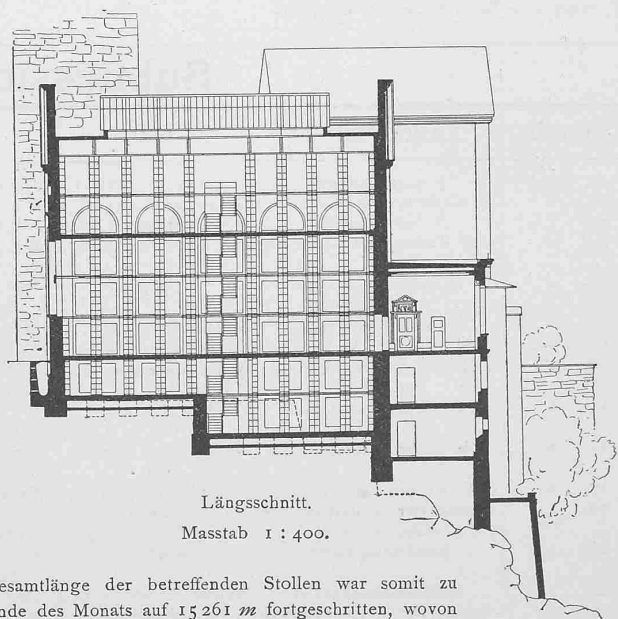 Längsschnitt.
Masstab 1 : 400.
esamtlänge der betreffenden Stollen war somit zu
nde des Monats auf 15 261 m fortgeschritten, wovon